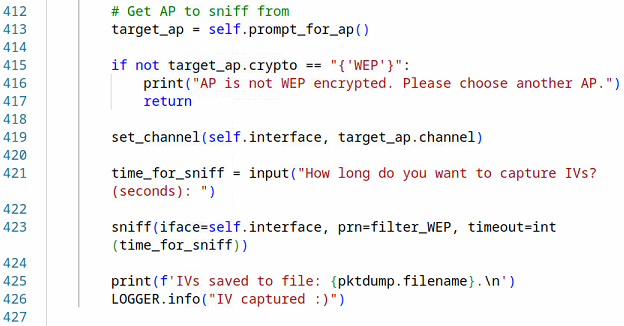 412 # Get AP to sniff from
413 target_ap = self.prompt_for_ap()
414
415 if not target_ap.crypto == "{'WEP'}":
416 print("AP is not WEP encrypted. Please choose another AP.")
417 return
418
419 set_channel(self.interface, target_ap.channel)
420
421 time_for_sniff = input("How long do you want to capture IVs?
(seconds): ")
422
423 sniff(iface=self.interface, prn=filter_WEP, timeout=int
(time_for_sniff))
424
425 print(f'IVs saved to file: {pktdump.filename}.\n')
426 LOGGER.info("IV captured :)")
427